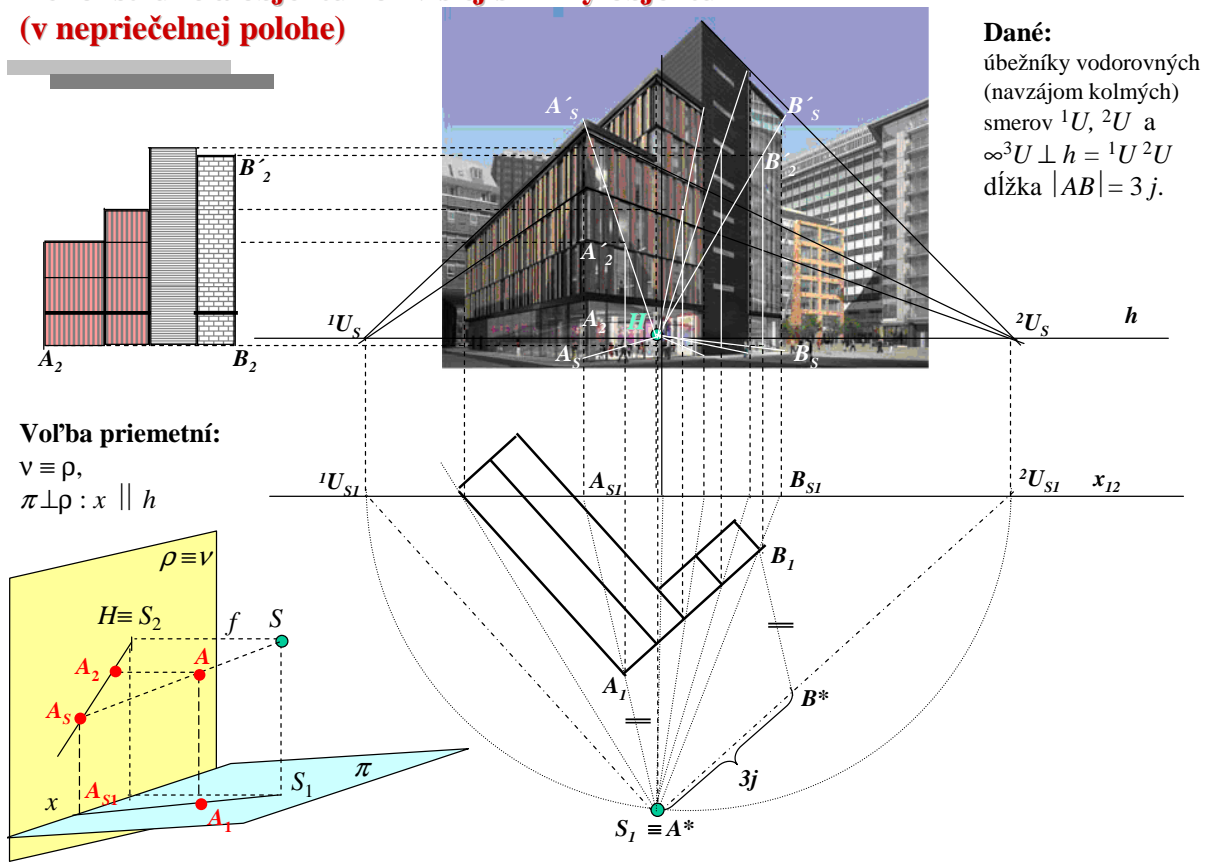 (v nepriečelnej polohe)
Dané:
úbežníky vodorovných
(navzájom kolmých)
smerov ¹U, ²U a
∞³U ⊥ h = ¹U ²U
dĺžka |AB| = 3 j.
A´S
B´S
B´2
B´2
A´2
A2
H
¹US
²US
h
A2
B2
AS
BS
Voľba priemetní:
ν ≡ ρ,
π ⊥ρ : x || h
¹US1
AS1
BS1
²US1
x12
ρ ≡ν
B1
H≡ S2
f
S
A2
A
A1
B*
AS
3j
AS1
S1
π
x
A1
S1 ≡ A*